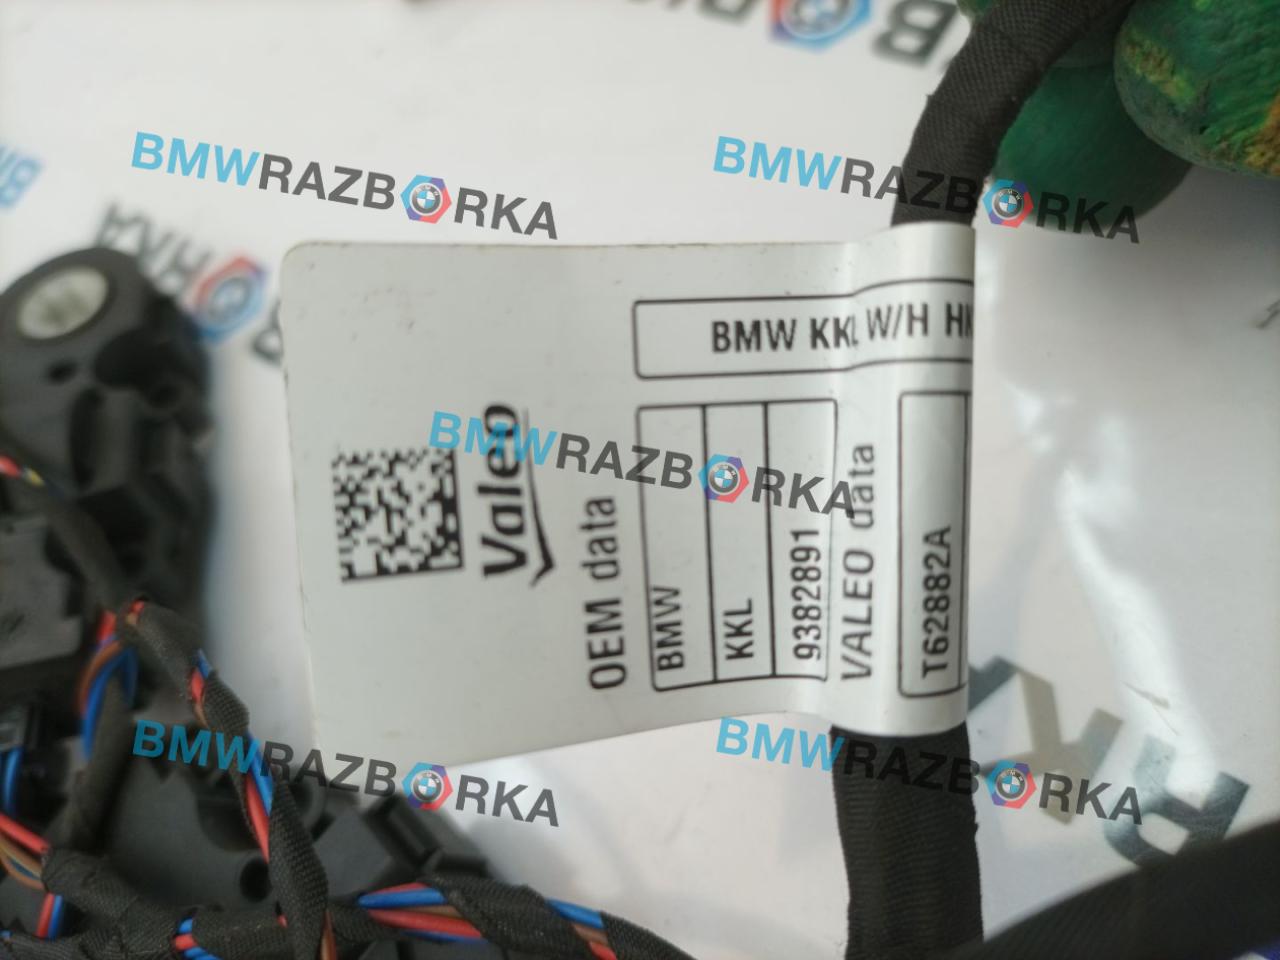 BMW KKL W/H HK
Valeo
OEM data
BMW
KKL
9382891
VALEO data
T62882A
BMWRAZBORKA
BMWRAZBORKA
BMWRAZBORKA
BMWRAZBORKA
BMWRAZBORKA